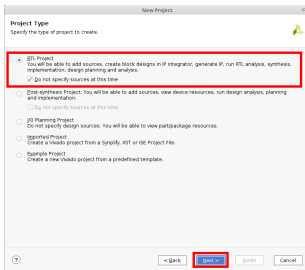 New Project
Project Type
Specify the type of project to create.
RTL Project
You will be able to add sources, create block designs in IP integrator, generate IP, run RTL analysis, synthesis,
implementation, design planning and analysis.
Do not specify sources at this time
Post-synthesis Project: You will be able to add sources, view device resources, run design analysis, planning
and implementation.
Do not specify sources at this time
I/O Planning Project
Do not specify design sources. You will be able to view part/package resources.
Imported Project
Create a Vivado project from a Synplify, XST or ISE Project File.
Example Project
Create a new Vivado project from a predefined template.
?
< Back
Next >
Finish
Cancel